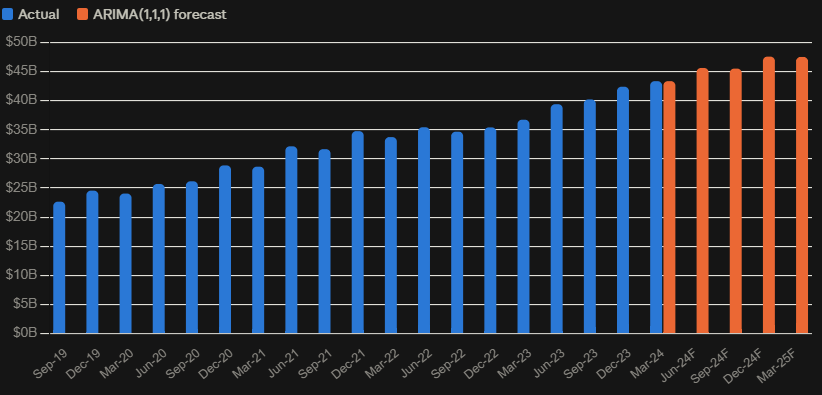 Actual ARIMA(1,1,1) forecast
$50B
$45B
$40B
$35B
$30B
$25B
$20B
$15B
$10B
$5B
$0B
Sep-19 Dec-19 Mar-20 Jun-20 Sep-20 Dec-20 Mar-21 Jun-21 Sep-21 Dec-21 Mar-22 Jun-22 Sep-22 Dec-22 Mar-23 Jun-23 Sep-23 Dec-23 Mar-24 Jun-24F Sep-24F Dec-24F Mar-25F